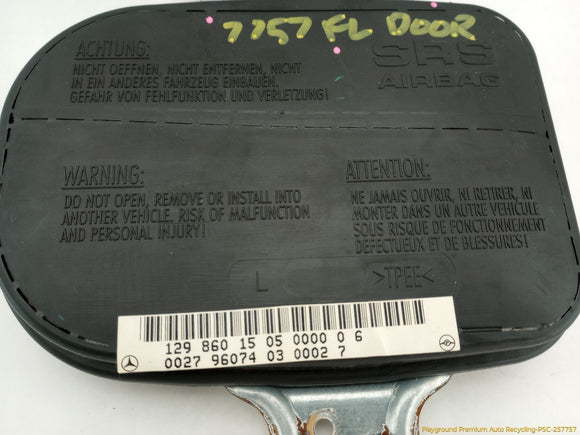 7757 FL DOOR
SRS
AIRBAG
ACHTUNG:
NICHT OEFFNEN, NICHT ENTFERNEN, NICHT
IN EIN ANDERES FAHRZEUG EINBAUEN.
GEFAHR VON FEHLFUNKTION UND VERLETZUNG!
WARNING:
DO NOT OPEN, REMOVE OR INSTALL INTO
ANOTHER VEHICLE. RISK OF MALFUNCTION
AND PERSONAL INJURY!
ATTENTION:
NE JAMAIS OUVRIR, NI RETIRER, NI
MONTER DANS UN AUTRE VEHICULE
SOUS RISQUE DE FONCTIONNEMENT
DEFECTUEUX ET DE BLESSURES!
L >TPEE<
129 860 15 05 0000 0 6
0027 96074 03 0002 7
Playground Premium Auto Recycling-PSC-257757